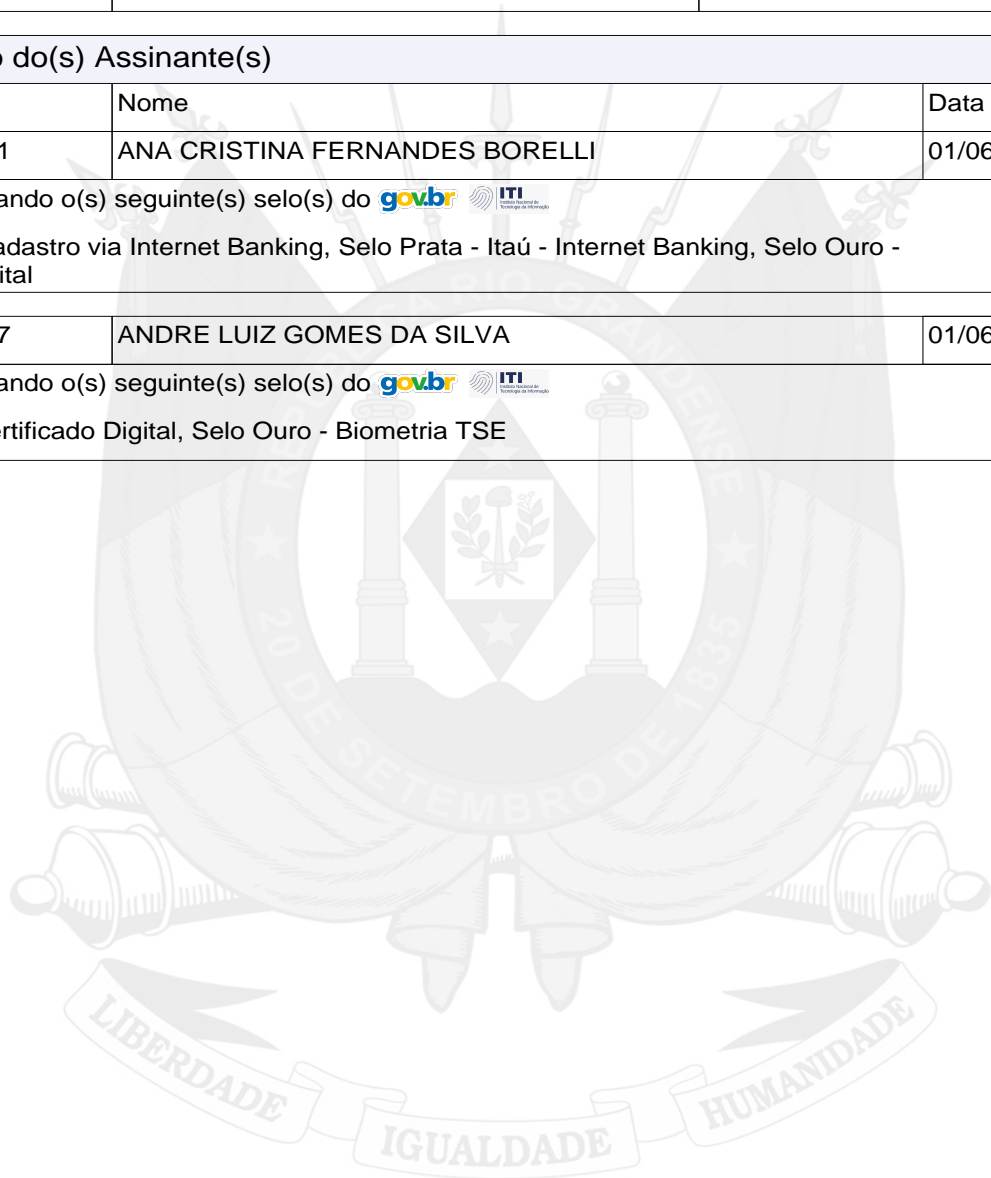 o do(s) Assinante(s)
Nome Data
1 ANA CRISTINA FERNANDES BORELLI 01/06
ando o(s) seguinte(s) selo(s) do gov.br ITI
adastro via Internet Banking, Selo Prata - Itaú - Internet Banking, Selo Ouro -
ital
7 ANDRE LUIZ GOMES DA SILVA 01/06
ando o(s) seguinte(s) selo(s) do gov.br ITI
ertificado Digital, Selo Ouro - Biometria TSE
REPÚBLICA RIO-GRANDENSE
20 DE SETEMBRO DE 1835
LIBERDADE IGUALDADE HUMANIDADE